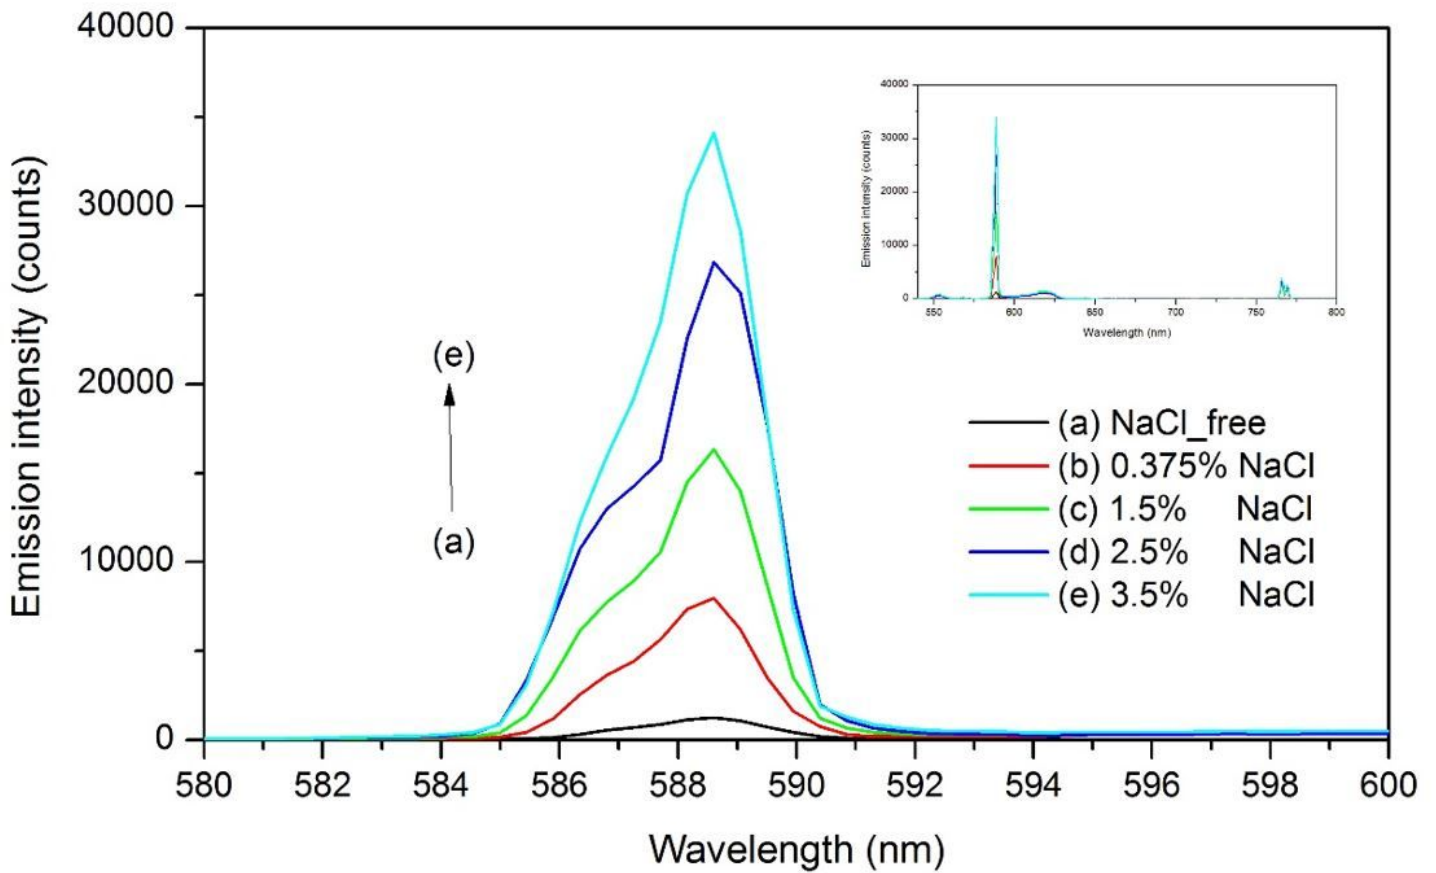 40000
30000
20000
10000
0
Emission intensity (counts)
580 582 584 586 588 590 592 594 596 598 600
Wavelength (nm)
(e)
(a)
40000
30000
20000
10000
0
Emission intensity (counts)
550 600 650 700 750 800
Wavelength (nm)
(a) NaCl_free
(b) 0.375% NaCl
(c) 1.5% NaCl
(d) 2.5% NaCl
(e) 3.5% NaCl